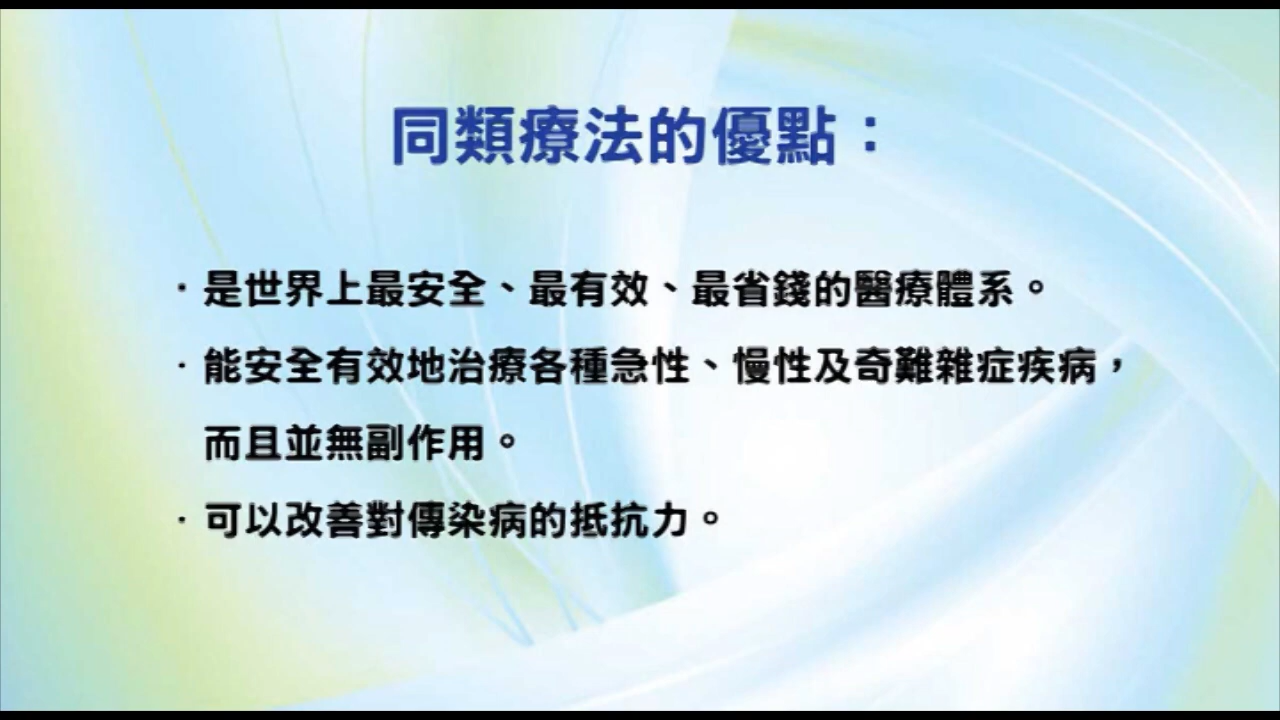 同類療法的優點：
·是世界上最安全、最有效、最省錢的醫療體系。
·能安全有效地治療各種急性、慢性及奇難雜症疾病，
而且並無副作用。
·可以改善對傳染病的抵抗力。